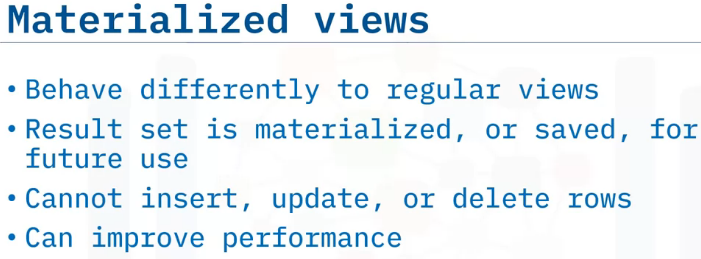 Materialized views
• Behave differently to regular views
• Result set is materialized, or saved, for
future use
• Cannot insert, update, or delete rows
• Can improve performance